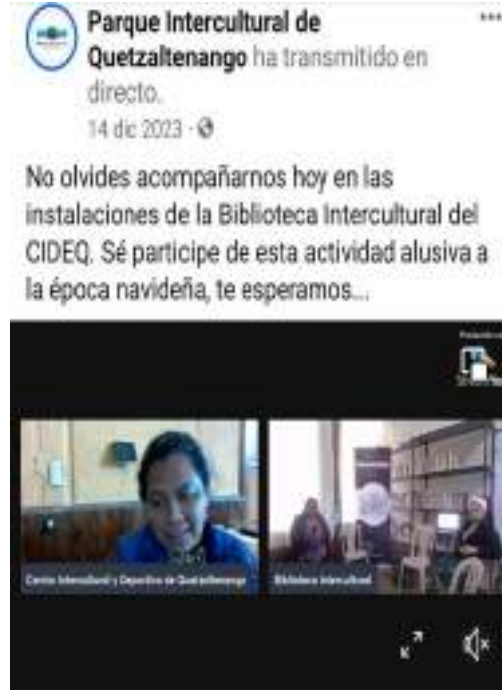 Parque Intercultural de
Quetzaltenango ha transmitido en
directo.
14 dic 2023 ·
No olvides acompañarnos hoy en las
instalaciones de la Biblioteca Intercultural del
CIDEQ. Sé participe de esta actividad alusiva a
la época navideña, te esperamos...
Centro Intercultural y Deportivo de Quetzaltenango
Biblioteca Intercultural